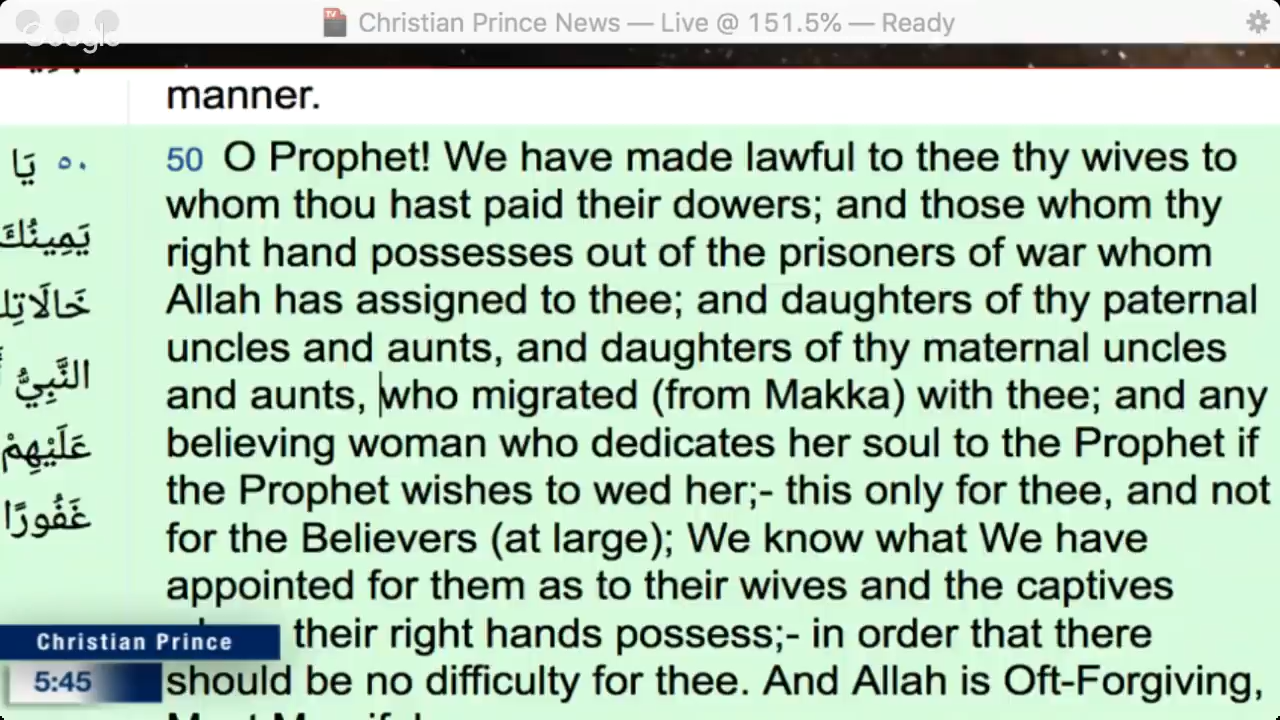 Christian Prince News — Live @ 151.5% — Ready
Google
manner.
50 O Prophet! We have made lawful to thee thy wives to
whom thou hast paid their dowers; and those whom thy
right hand possesses out of the prisoners of war whom
Allah has assigned to thee; and daughters of thy paternal
uncles and aunts, and daughters of thy maternal uncles
and aunts, who migrated (from Makka) with thee; and any
believing woman who dedicates her soul to the Prophet if
the Prophet wishes to wed her;- this only for thee, and not
for the Believers (at large); We know what We have
appointed for them as to their wives and the captives
their right hands possess;- in order that there
should be no difficulty for thee. And Allah is Oft-Forgiving,
٥٠ يَا
يَمِينُكَ
خَالَاتِكَ
النَّبِيُّ
عَلَيْهِمْ
غَفُورًا
Christian Prince
5:45